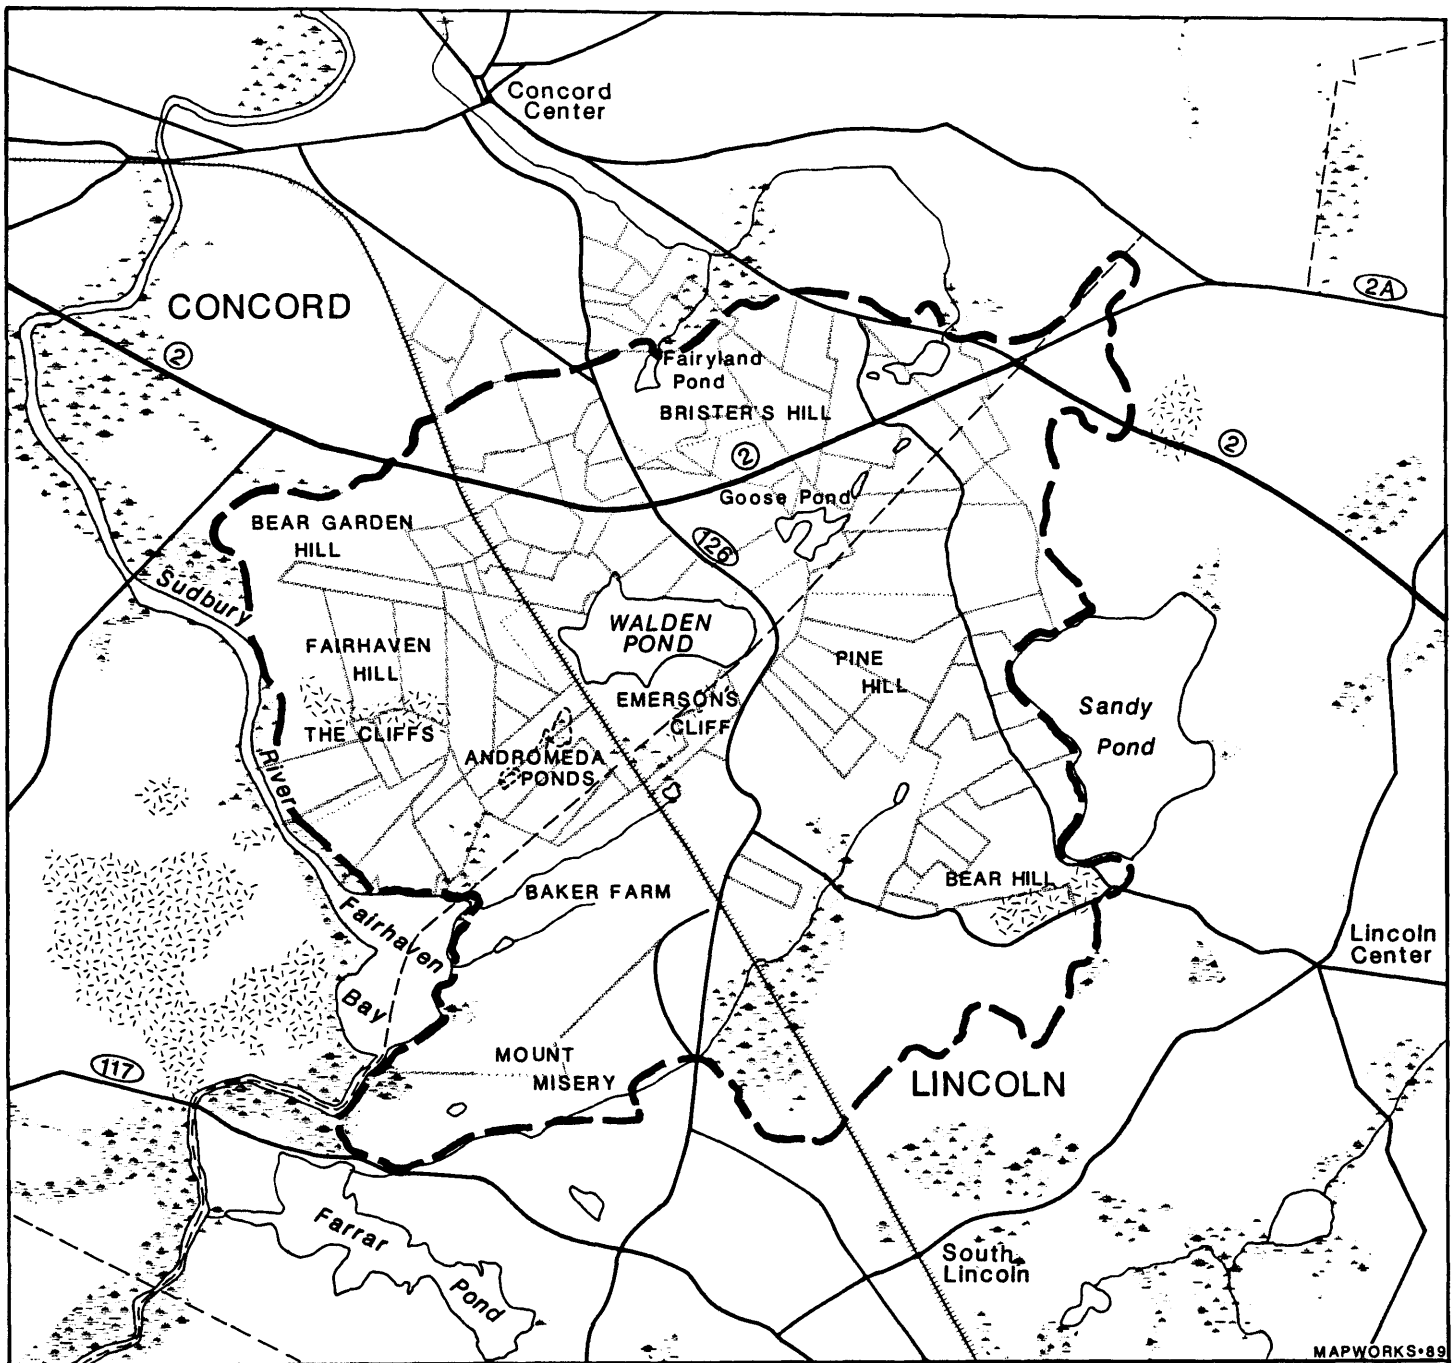 Concord
Center
2A
CONCORD
2
Fairyland
Pond
BRISTER'S HILL
2
2
Goose Pond
BEAR GARDEN
HILL
126
Sudbury
River
WALDEN
POND
FAIRHAVEN
HILL
PINE
HILL
EMERSON'S
CLIFF
Sandy
Pond
THE CLIFFS
ANDROMEDA
PONDS
BEAR HILL
BAKER FARM
Fairhaven
Bay
Lincoln
Center
MOUNT
MISERY
117
LINCOLN
Farrar
Pond
South
Lincoln
MAPWORKS•89